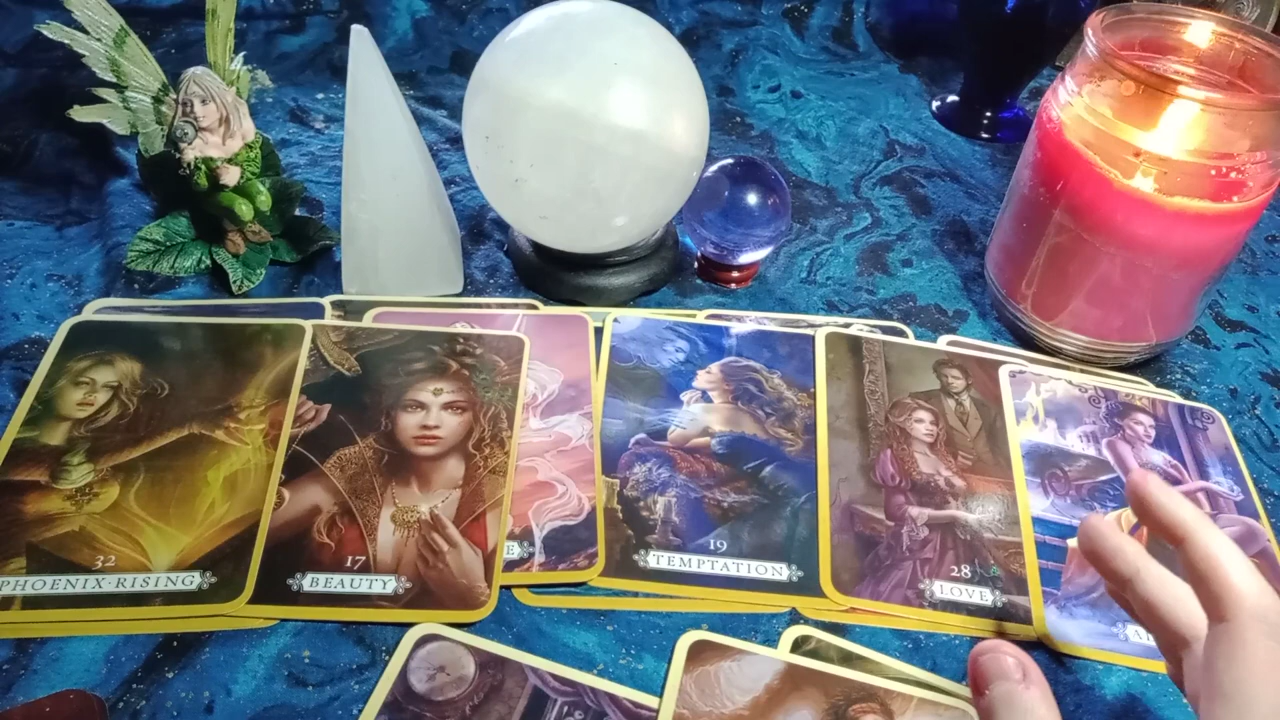 32
PHOENIX·RISING
17
BEAUTY
19
TEMPTATION
28
LOVE